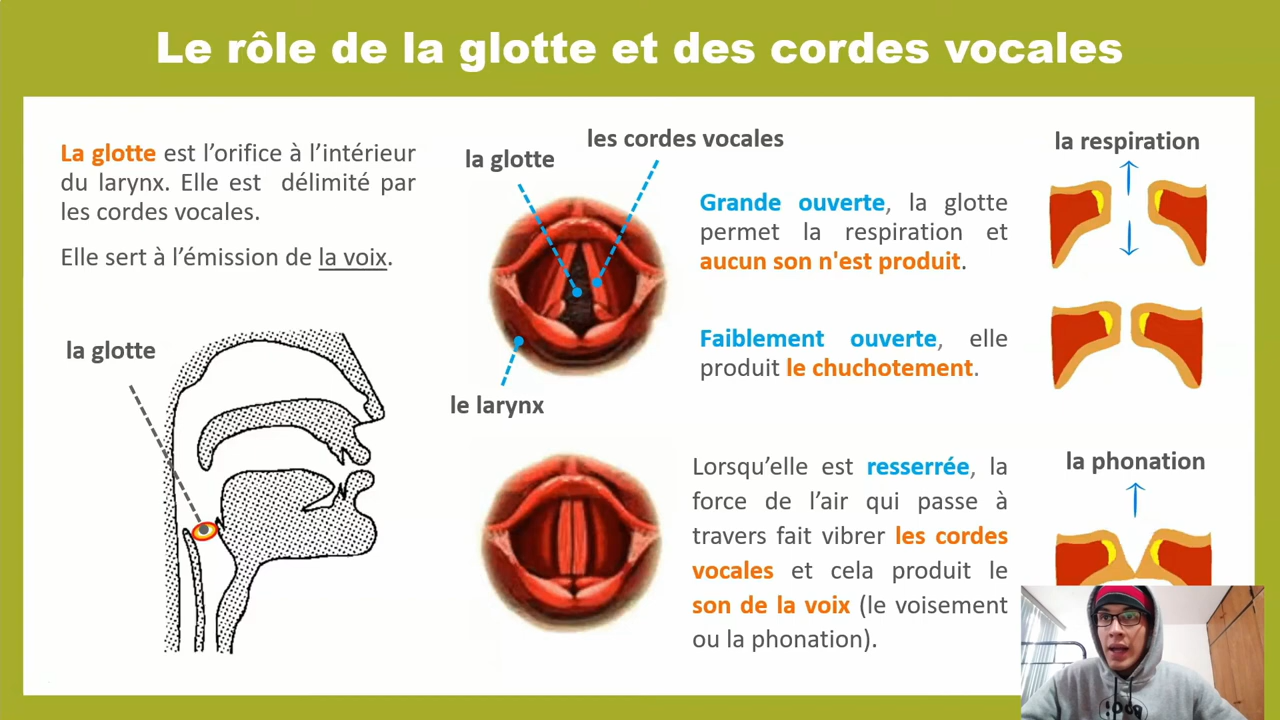 Le rôle de la glotte et des cordes vocales
La glotte est l’orifice à l’intérieur
du larynx. Elle est délimité par
les cordes vocales.
Elle sert à l’émission de la voix.
la glotte
la glotte
les cordes vocales
le larynx
Grande ouverte, la glotte
permet la respiration et
aucun son n'est produit.
Faiblement ouverte, elle
produit le chuchotement.
Lorsqu’elle est resserrée, la
force de l’air qui passe à
travers fait vibrer les cordes
vocales et cela produit le
son de la voix (le voisement
ou la phonation).
la respiration
la phonation